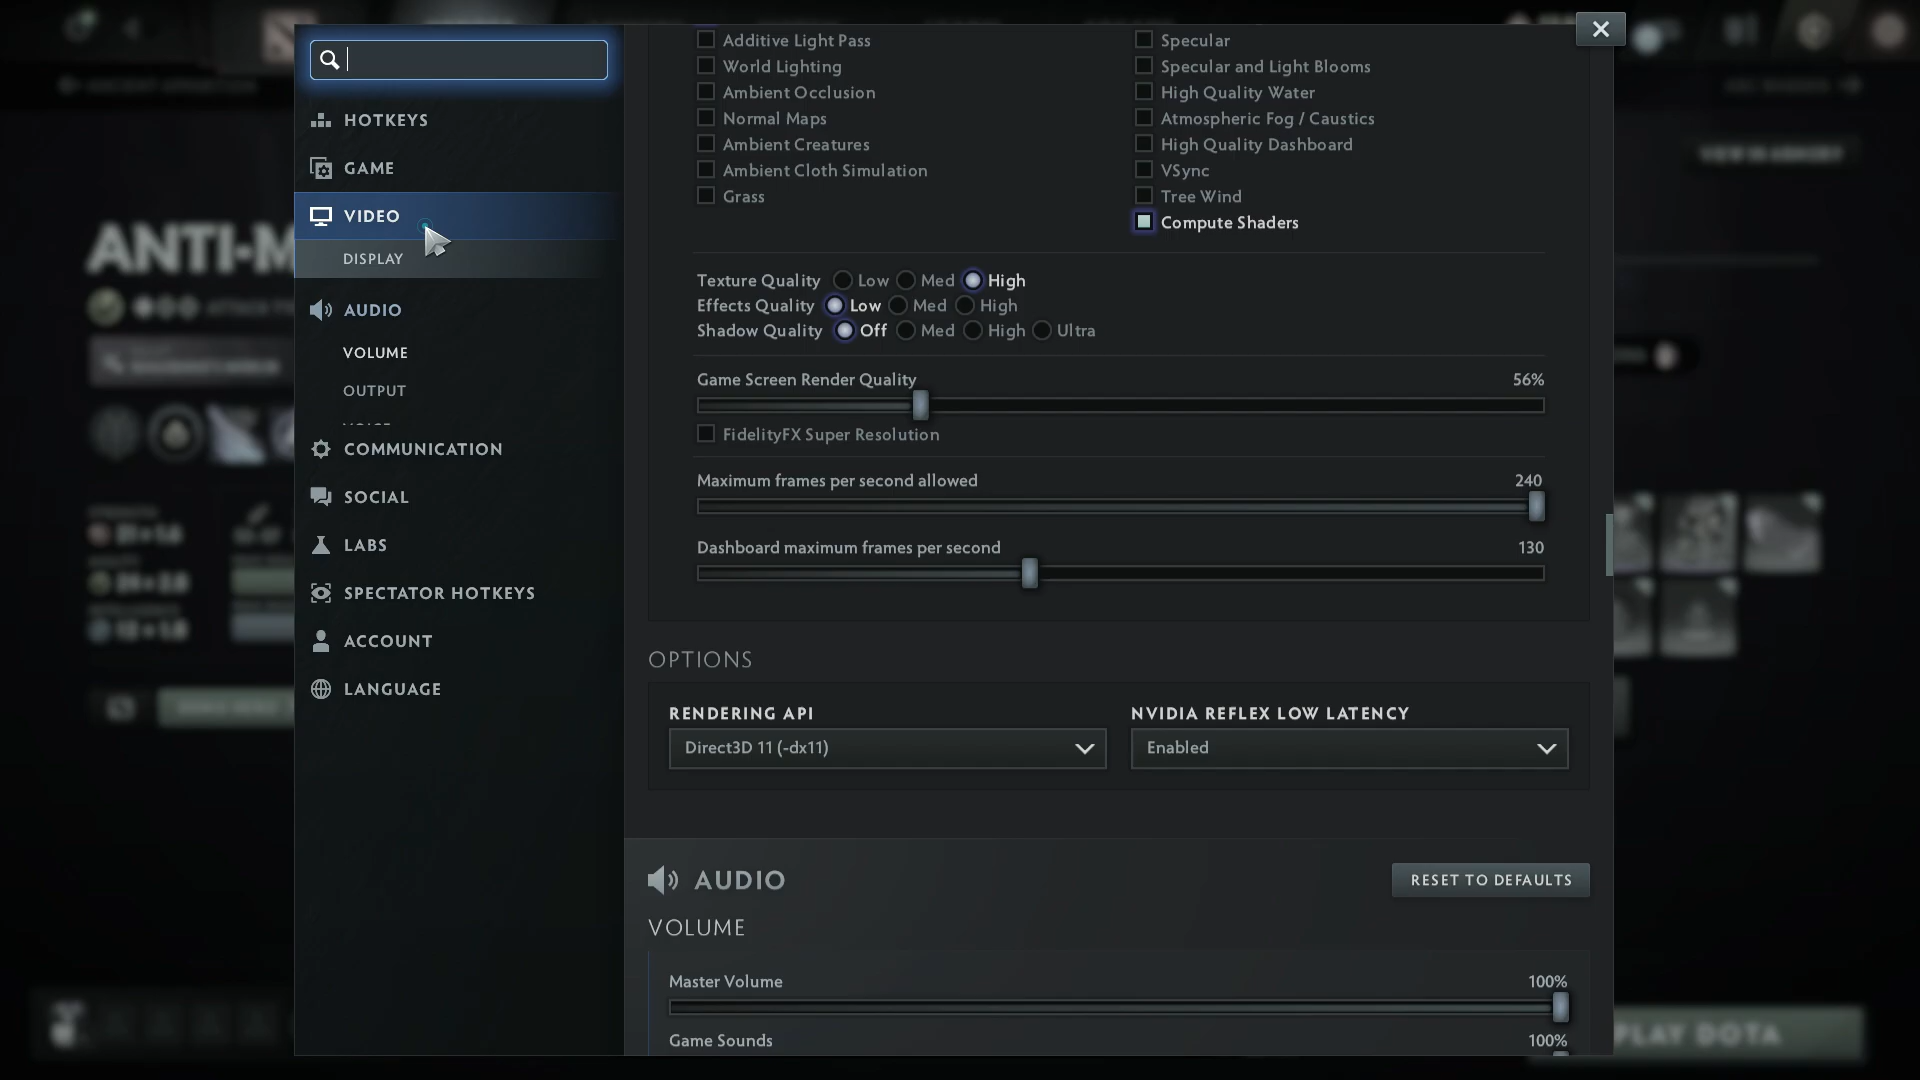 HOTKEYS
GAME
VIDEO
DISPLAY
AUDIO
VOLUME
OUTPUT
COMMUNICATION
SOCIAL
LABS
SPECTATOR HOTKEYS
ACCOUNT
LANGUAGE
Additive Light Pass
World Lighting
Ambient Occlusion
Normal Maps
Ambient Creatures
Ambient Cloth Simulation
Grass
Specular
Specular and Light Blooms
High Quality Water
Atmospheric Fog / Caustics
High Quality Dashboard
VSync
Tree Wind
Compute Shaders
Texture Quality Low Med High
Effects Quality Low Med High
Shadow Quality Off Med High Ultra
Game Screen Render Quality 56%
FidelityFX Super Resolution
Maximum frames per second allowed 240
Dashboard maximum frames per second 130
OPTIONS
RENDERING API
Direct3D 11 (-dx11)
NVIDIA REFLEX LOW LATENCY
Enabled
AUDIO
RESET TO DEFAULTS
VOLUME
Master Volume 100%
Game Sounds 100%
ANTI-M
PLAY DOTA